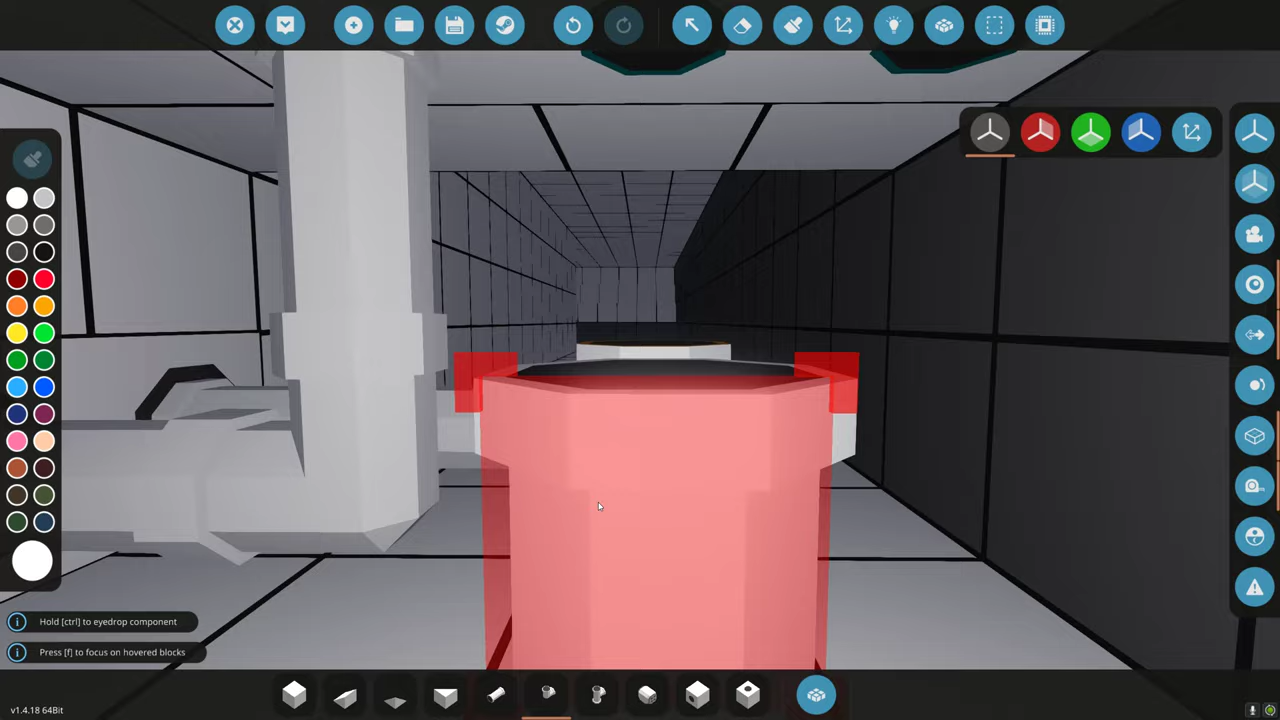 Hold [ctrl] to eyedrop component
Press [f] to focus on hovered blocks
v1.4.18 64Bit